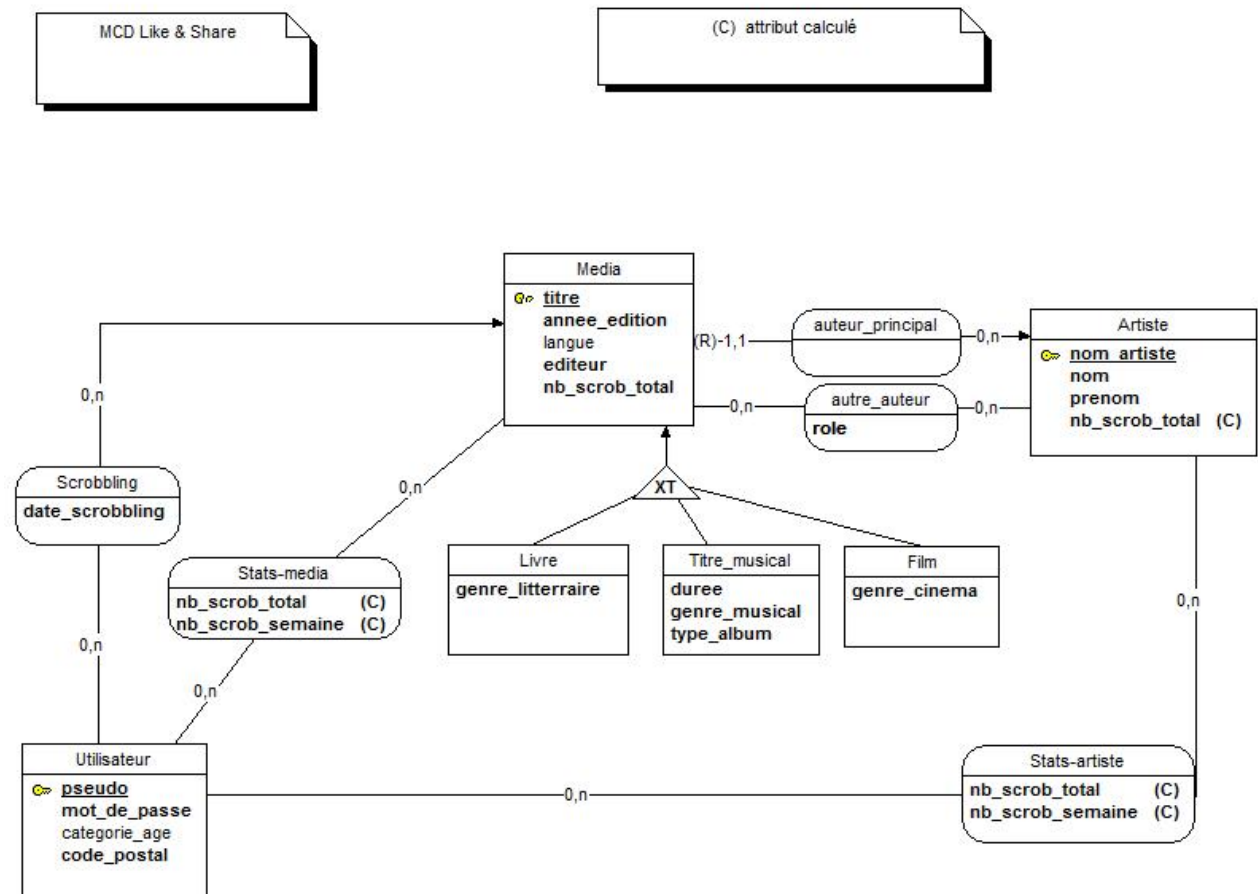 MCD Like & Share
(C) attribut calculé
Media
titre
annee_edition
langue
editeur
nb_scrob_total
(R)-1,1
auteur_principal
0,n
Artiste
nom_artiste
nom
prenom
nb_scrob_total (C)
0,n
autre_auteur
role
0,n
0,n
Scrobbling
date_scrobbling
0,n
XT
Stats-media
nb_scrob_total (C)
nb_scrob_semaine (C)
Livre
genre_litterraire
Titre_musical
duree
genre_musical
type_album
Film
genre_cinema
0,n
0,n
0,n
Utilisateur
pseudo
mot_de_passe
categorie_age
code_postal
0,n
Stats-artiste
nb_scrob_total (C)
nb_scrob_semaine (C)